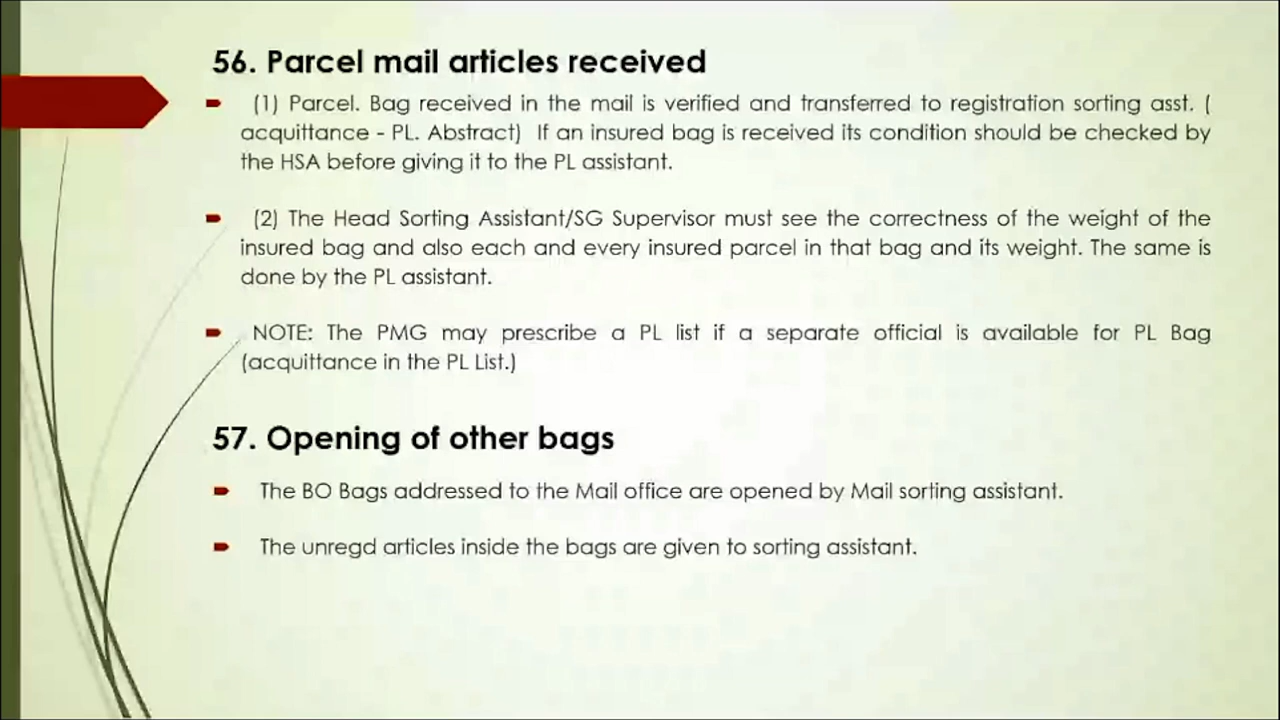 56. Parcel mail articles received
(1) Parcel. Bag received in the mail is verified and transferred to registration sorting asst. (
acquittance - PL. Abstract) If an insured bag is received its condition should be checked by
the HSA before giving it to the PL assistant.
(2) The Head Sorting Assistant/SG Supervisor must see the correctness of the weight of the
insured bag and also each and every insured parcel in that bag and its weight. The same is
done by the PL assistant.
NOTE: The PMG may prescribe a PL list if a separate official is available for PL Bag
(acquittance in the PL List.)
57. Opening of other bags
The BO Bags addressed to the Mail office are opened by Mail sorting assistant.
The unregd articles inside the bags are given to sorting assistant.